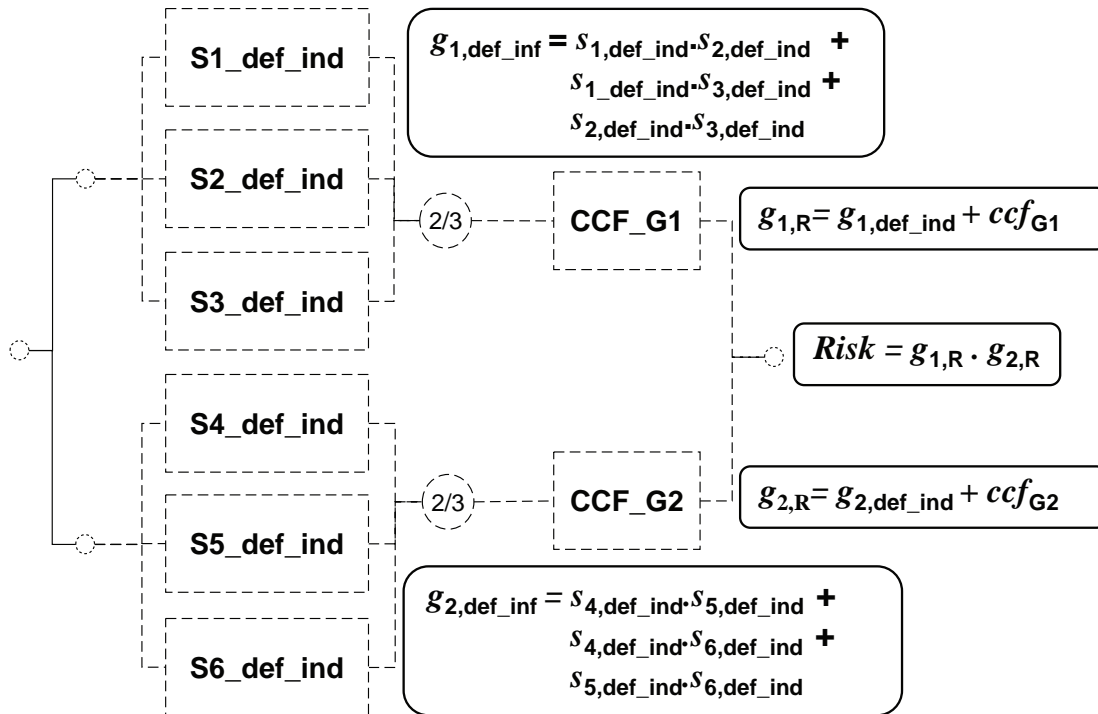 S1_def_ind
g1,def_inf = s1,def_ind.s2,def_ind +
s1_def_ind.s3,def_ind +
s2,def_ind.s3,def_ind
S2_def_ind
2/3
CCF_G1
g1,R= g1,def_ind + ccfG1
S3_def_ind
Risk = g1,R . g2,R
S4_def_ind
S5_def_ind
2/3
CCF_G2
g2,R= g2,def_ind + ccfG2
g2,def_inf = s4,def_ind.s5,def_ind +
s4,def_ind.s6,def_ind +
s5,def_ind.s6,def_ind
S6_def_ind